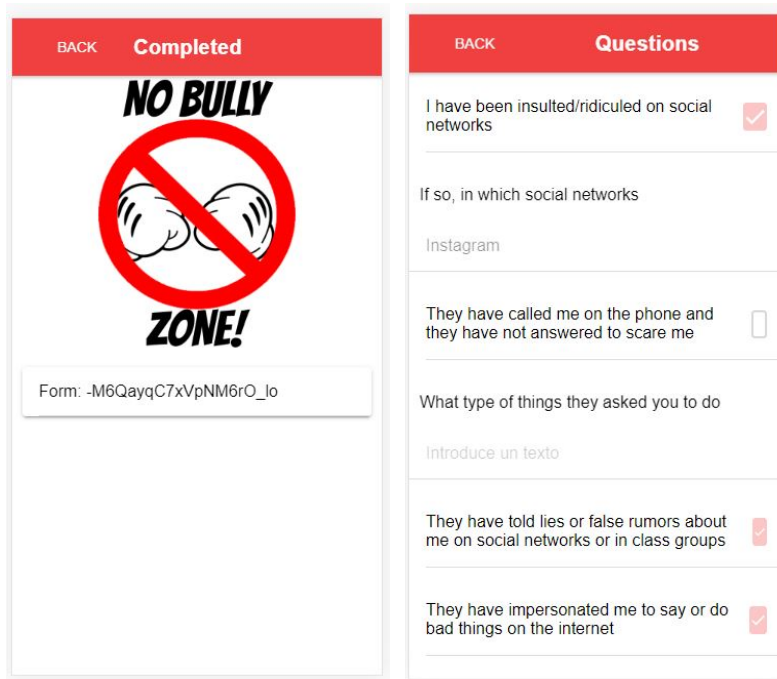 BACK Completed
NO BULLY
ZONE!
Form: -M6QayqC7xVpNM6rO_lo
BACK Questions
I have been insulted/ridiculed on social
networks
If so, in which social networks
Instagram
They have called me on the phone and
they have not answered to scare me
What type of things they asked you to do
Introduce un texto
They have told lies or false rumors about
me on social networks or in class groups
They have impersonated me to say or do
bad things on the internet